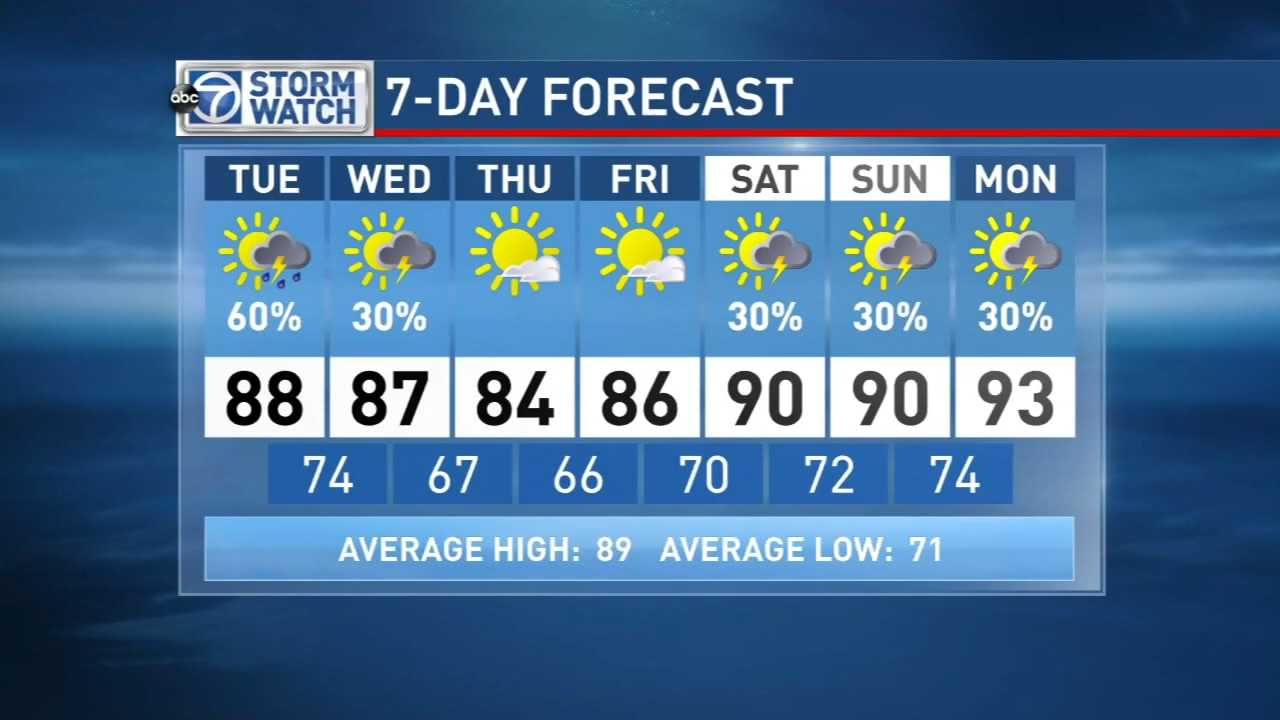 abc 7 STORM WATCH
7-DAY FORECAST
TUE WED THU FRI SAT SUN MON
60% 30% 30% 30% 30%
88 87 84 86 90 90 93
74 67 66 70 72 74
AVERAGE HIGH: 89 AVERAGE LOW: 71